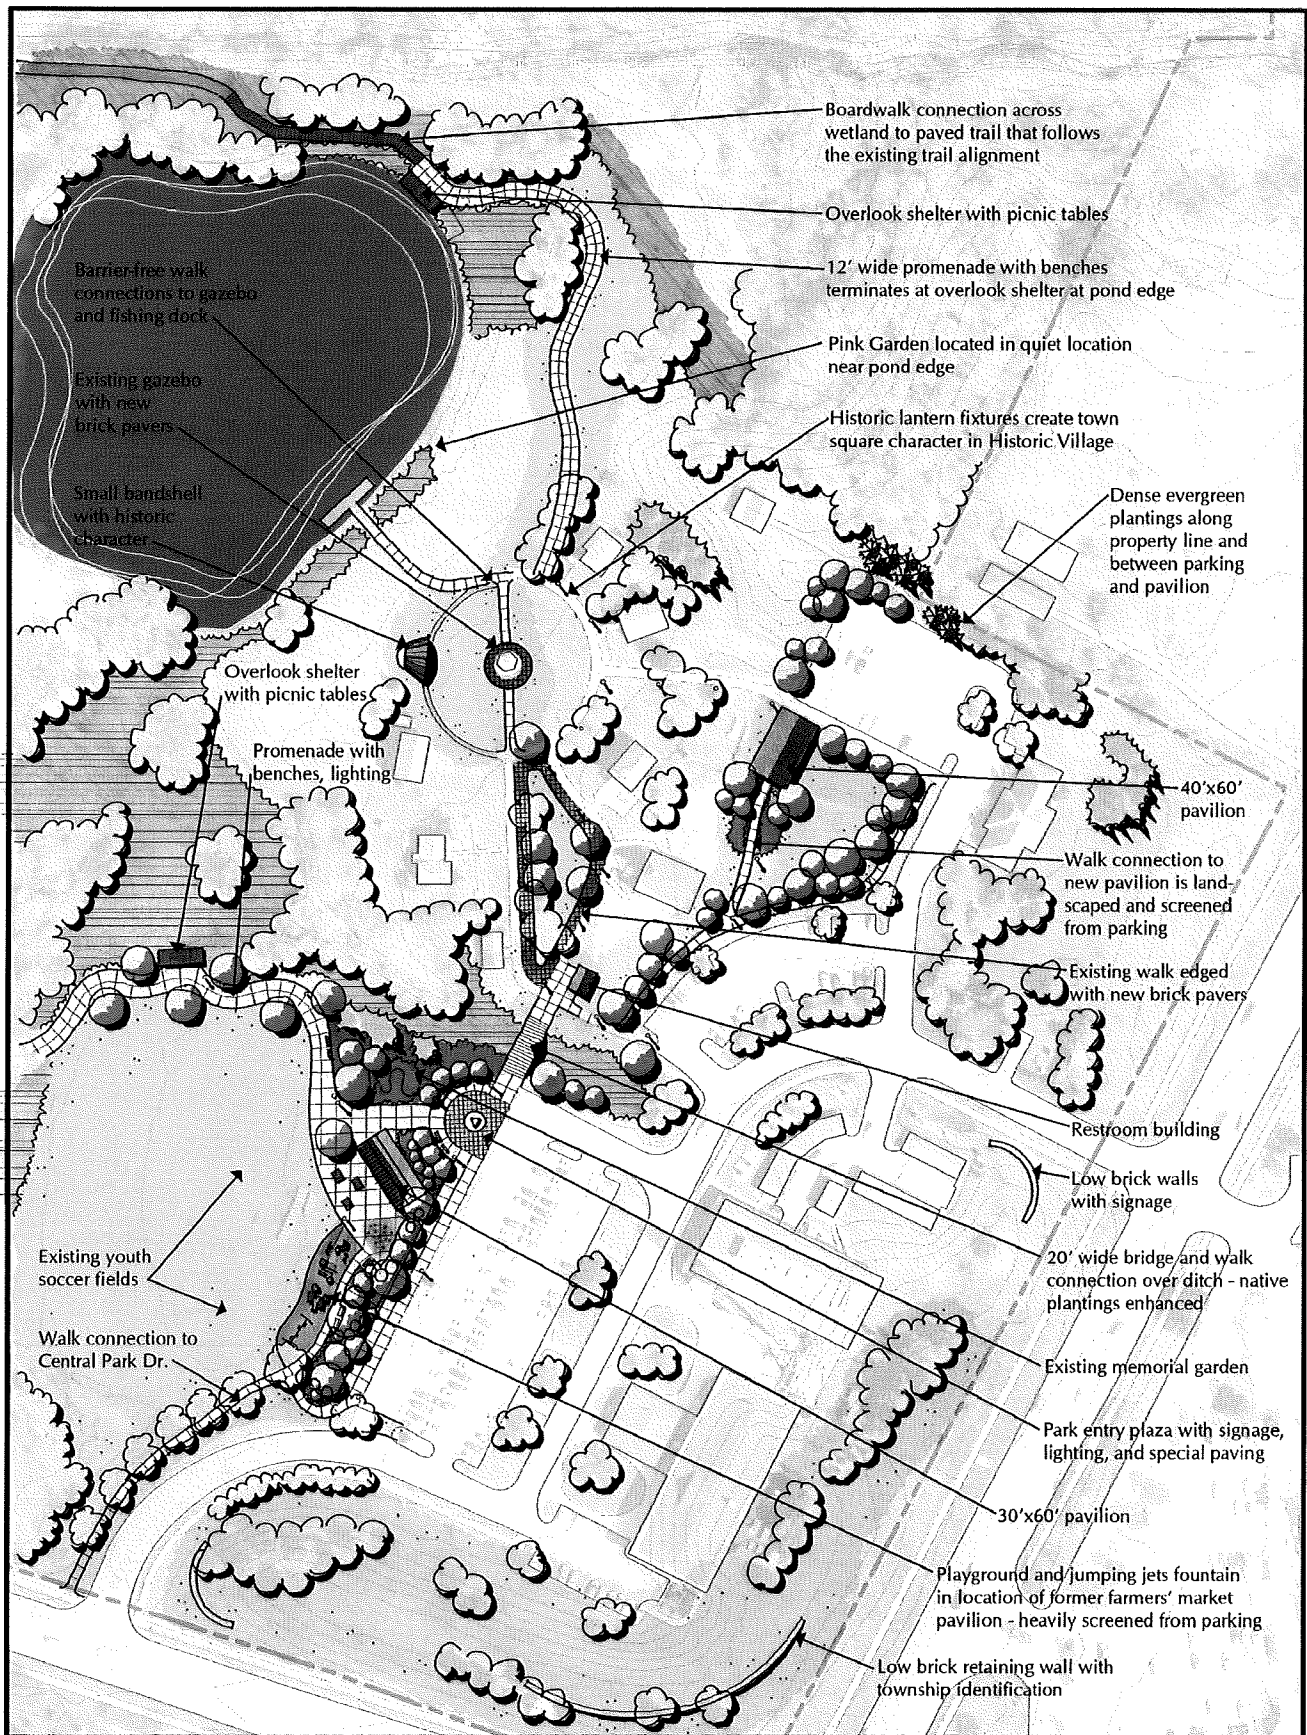 Boardwalk connection across
wetland to paved trail that follows
the existing trail alignment
Overlook shelter with picnic tables
12' wide promenade with benches
terminates at overlook shelter at pond edge
Pink Garden located in quiet location
near pond edge
Historic lantern fixtures create town
square character in Historic Village
Dense evergreen
plantings along
property line and
between parking
and pavilion
Barrier-free walk
connections to gazebo
and fishing dock
Existing gazebo
with new
brick pavers
Small bandshell
with historic
character
Overlook shelter
with picnic tables
Promenade with
benches, lighting
40'x60'
pavilion
Walk connection to
new pavilion is land-
scaped and screened
from parking
Existing walk edged
with new brick pavers
Restroom building
Low brick walls
with signage
20' wide bridge and walk
connection over ditch - native
plantings enhanced
Existing memorial garden
Park entry plaza with signage,
lighting, and special paving
30'x60' pavilion
Playground and jumping jets fountain
in location of former farmers' market
pavilion - heavily screened from parking
Low brick retaining wall with
township identification
Existing youth
soccer fields
Walk connection to
Central Park Dr.